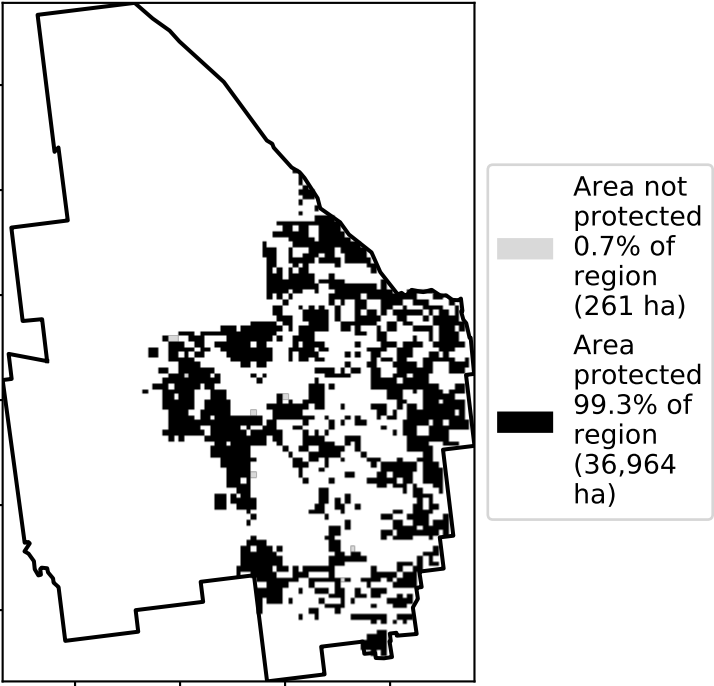 Area not
protected
0.7% of
region
(261 ha)
Area
protected
99.3% of
region
(36,964
ha)